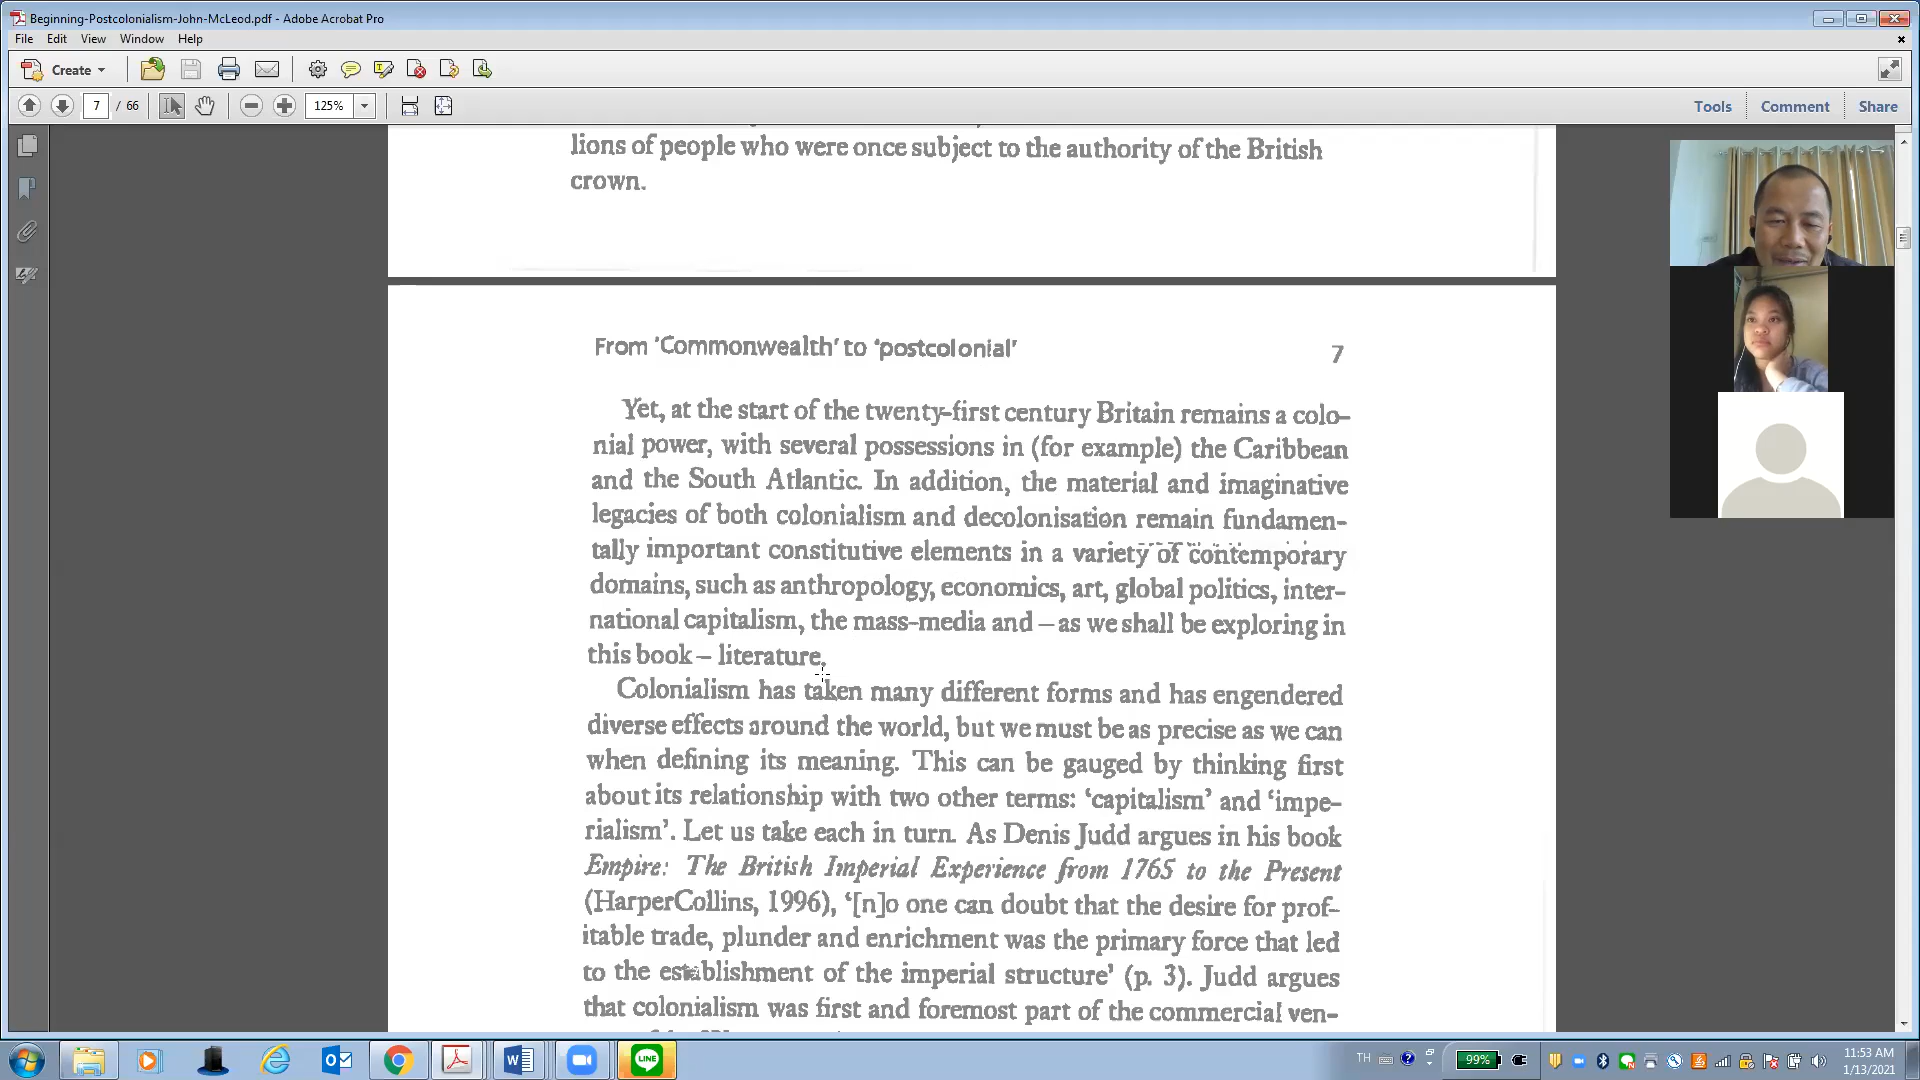 Beginning-Postcolonialism-John-McLeod.pdf - Adobe Acrobat Pro
File Edit View Window Help
Create
7 / 66 125% Tools Comment Share
lions of people who were once subject to the authority of the British
crown.
From 'Commonwealth' to 'postcolonial' 7
Yet, at the start of the twenty-first century Britain remains a colo-
nial power, with several possessions in (for example) the Caribbean
and the South Atlantic. In addition, the material and imaginative
legacies of both colonialism and decolonisation remain fundamen-
tally important constitutive elements in a variety of contemporary
domains, such as anthropology, economics, art, global politics, inter-
national capitalism, the mass-media and – as we shall be exploring in
this book – literature.
Colonialism has taken many different forms and has engendered
diverse effects around the world, but we must be as precise as we can
when defining its meaning. This can be gauged by thinking first
about its relationship with two other terms: 'capitalism' and 'impe-
rialism'. Let us take each in turn. As Denis Judd argues in his book
Empire: The British Imperial Experience from 1765 to the Present
(HarperCollins, 1996), '[n]o one can doubt that the desire for prof-
itable trade, plunder and enrichment was the primary force that led
to the establishment of the imperial structure' (p. 3). Judd argues
that colonialism was first and foremost part of the commercial ven-
LINE
TH 99% 11:53 AM
1/13/2021